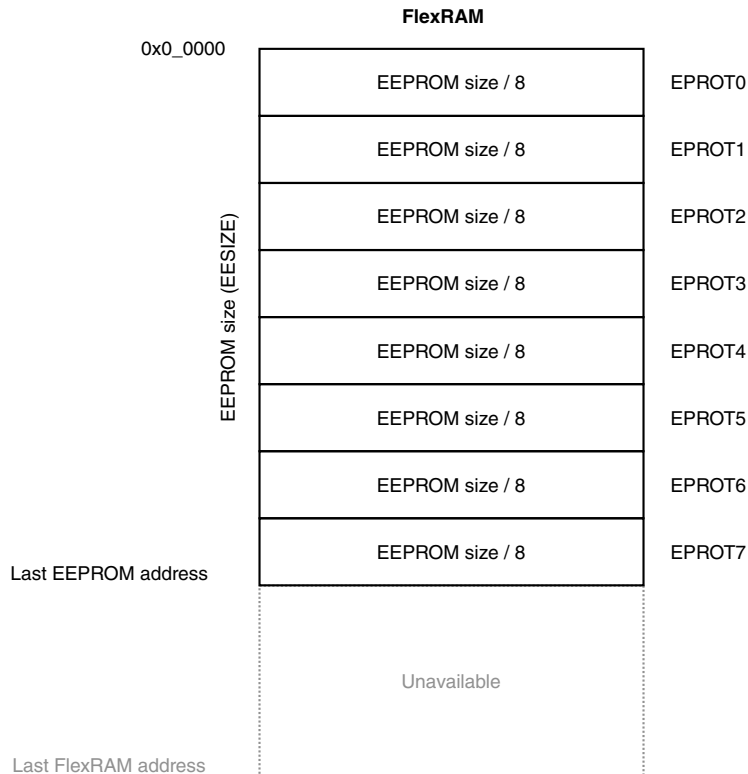 FlexRAM
0x0_0000
EEPROM size / 8 EPROT0
EEPROM size / 8 EPROT1
EEPROM size / 8 EPROT2
EEPROM size / 8 EPROT3
EEPROM size (EESIZE)
EEPROM size / 8 EPROT4
EEPROM size / 8 EPROT5
EEPROM size / 8 EPROT6
EEPROM size / 8 EPROT7
Last EEPROM address
Unavailable
Last FlexRAM address